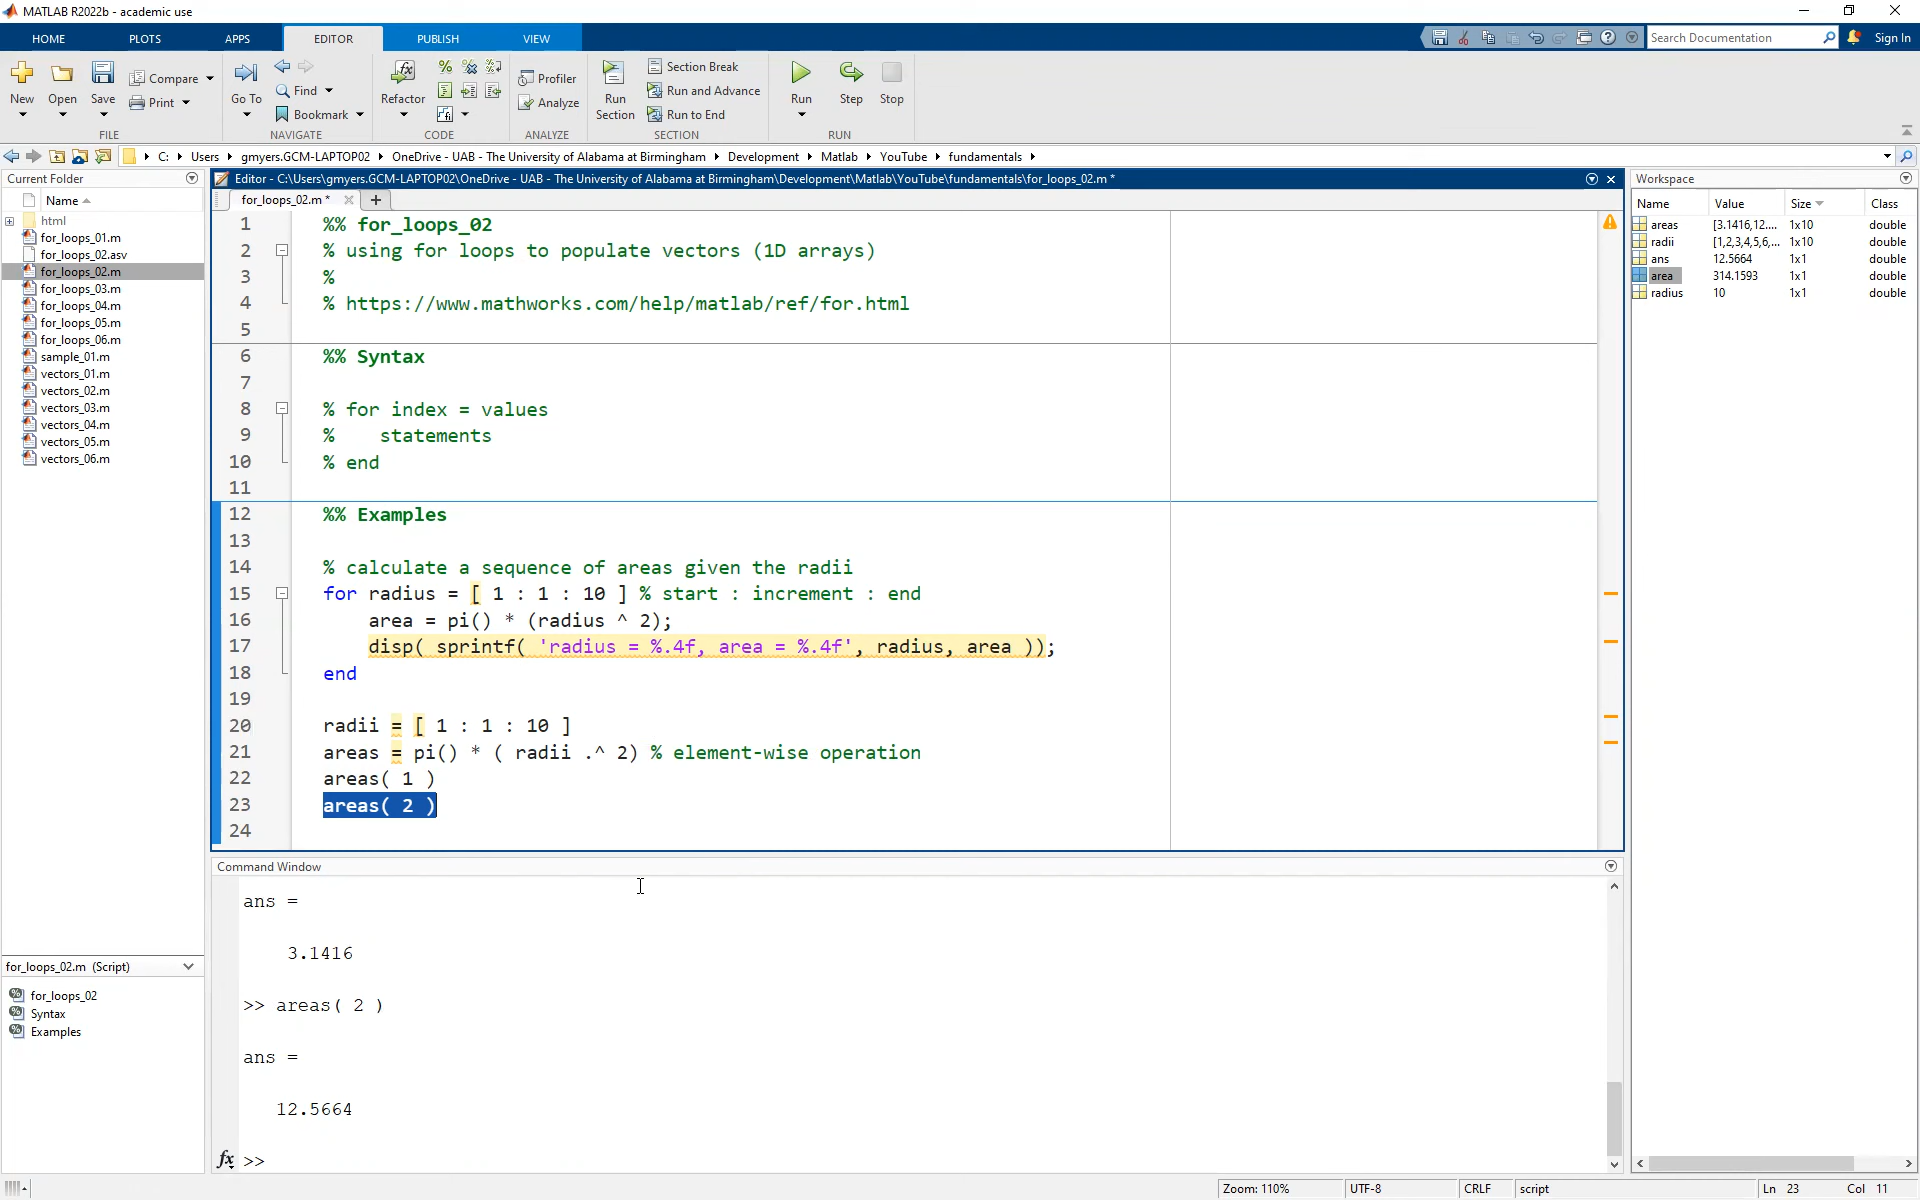 MATLAB R2022b - academic use
HOME PLOTS APPS EDITOR PUBLISH VIEW Search Documentation Sign In
New Open Save Compare Print Go To Find Bookmark Refactor Profiler Analyze Run Section Section Break Run and Advance Run to End Run Step Stop
FILE NAVIGATE CODE ANALYZE SECTION RUN
C: Users gmyers.GCM-LAPTOP02 OneDrive - UAB - The University of Alabama at Birmingham Development Matlab YouTube fundamentals
Current Folder
Name
html
for_loops_01.m
for_loops_02.asv
for_loops_02.m
for_loops_03.m
for_loops_04.m
for_loops_05.m
for_loops_06.m
sample_01.m
vectors_01.m
vectors_02.m
vectors_03.m
vectors_04.m
vectors_05.m
vectors_06.m
for_loops_02.m (Script)
for_loops_02
Syntax
Examples
Editor - C:\Users\gmyers.GCM-LAPTOP02\OneDrive - UAB - The University of Alabama at Birmingham\Development\Matlab\YouTube\fundamentals\for_loops_02.m *
for_loops_02.m * +
1 %% for_loops_02
2 % using for loops to populate vectors (1D arrays)
3 %
4 % https://www.mathworks.com/help/matlab/ref/for.html
5
6 %% Syntax
7
8 % for index = values
9 %    statements
10 % end
11
12 %% Examples
13
14 % calculate a sequence of areas given the radii
15 for radius = [ 1 : 1 : 10 ] % start : increment : end
16     area = pi() * (radius ^ 2);
17     disp( sprintf( 'radius = %.4f, area = %.4f', radius, area ));
18 end
19
20 radii = [ 1 : 1 : 10 ]
21 areas = pi() * ( radii .^ 2) % element-wise operation
22 areas( 1 )
23 areas( 2 )
24
Command Window
ans =
3.1416
>> areas( 2 )
ans =
12.5664
fx >>
Workspace
Name Value Size Class
areas [3.1416,12.... 1x10 double
radii [1,2,3,4,5,6,... 1x10 double
ans 12.5664 1x1 double
area 314.1593 1x1 double
radius 10 1x1 double
Zoom: 110% UTF-8 CRLF script Ln 23 Col 11